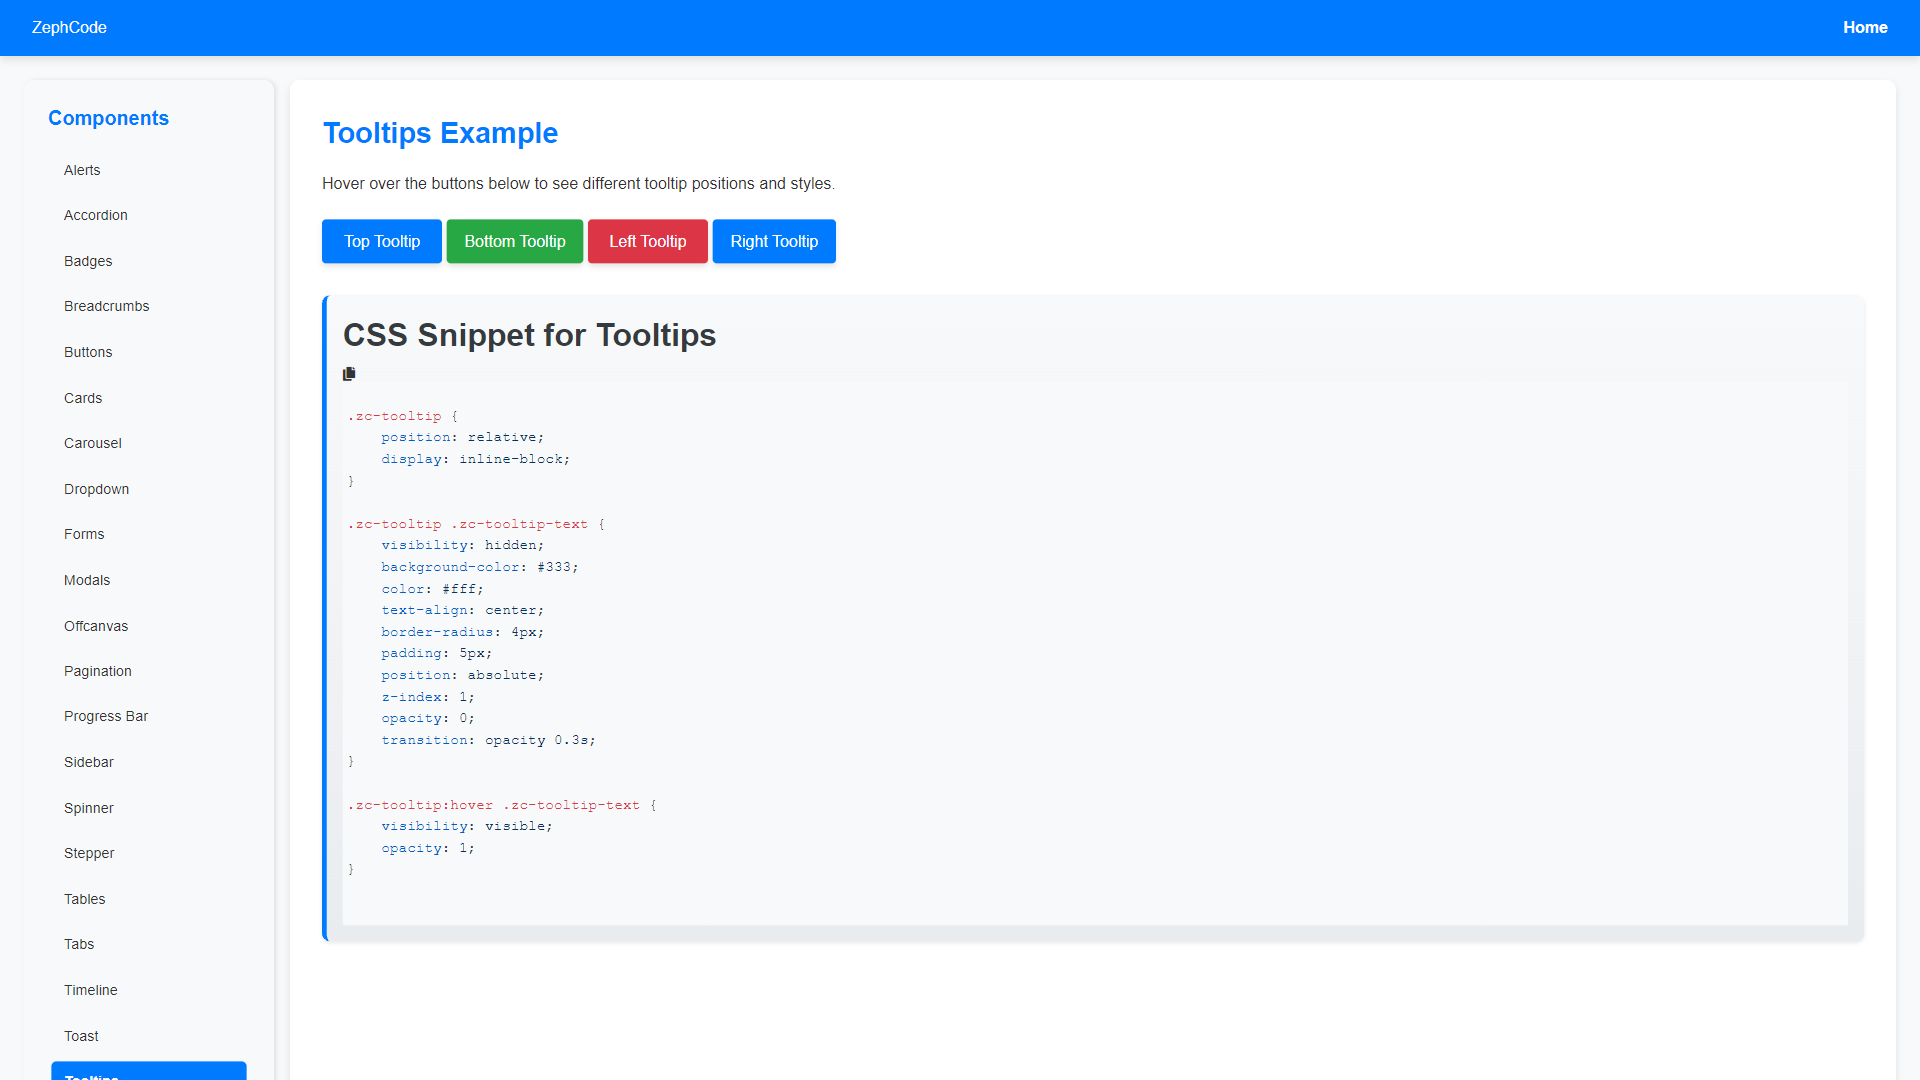 ZephCode
Home
Components
Alerts
Accordion
Badges
Breadcrumbs
Buttons
Cards
Carousel
Dropdown
Forms
Modals
Offcanvas
Pagination
Progress Bar
Sidebar
Spinner
Stepper
Tables
Tabs
Timeline
Toast
Tooltips
Tooltips Example
Hover over the buttons below to see different tooltip positions and styles.
Top Tooltip
Bottom Tooltip
Left Tooltip
Right Tooltip
CSS Snippet for Tooltips
.zc-tooltip {
    position: relative;
    display: inline-block;
}
.zc-tooltip .zc-tooltip-text {
    visibility: hidden;
    background-color: #333;
    color: #fff;
    text-align: center;
    border-radius: 4px;
    padding: 5px;
    position: absolute;
    z-index: 1;
    opacity: 0;
    transition: opacity 0.3s;
}
.zc-tooltip:hover .zc-tooltip-text {
    visibility: visible;
    opacity: 1;
}